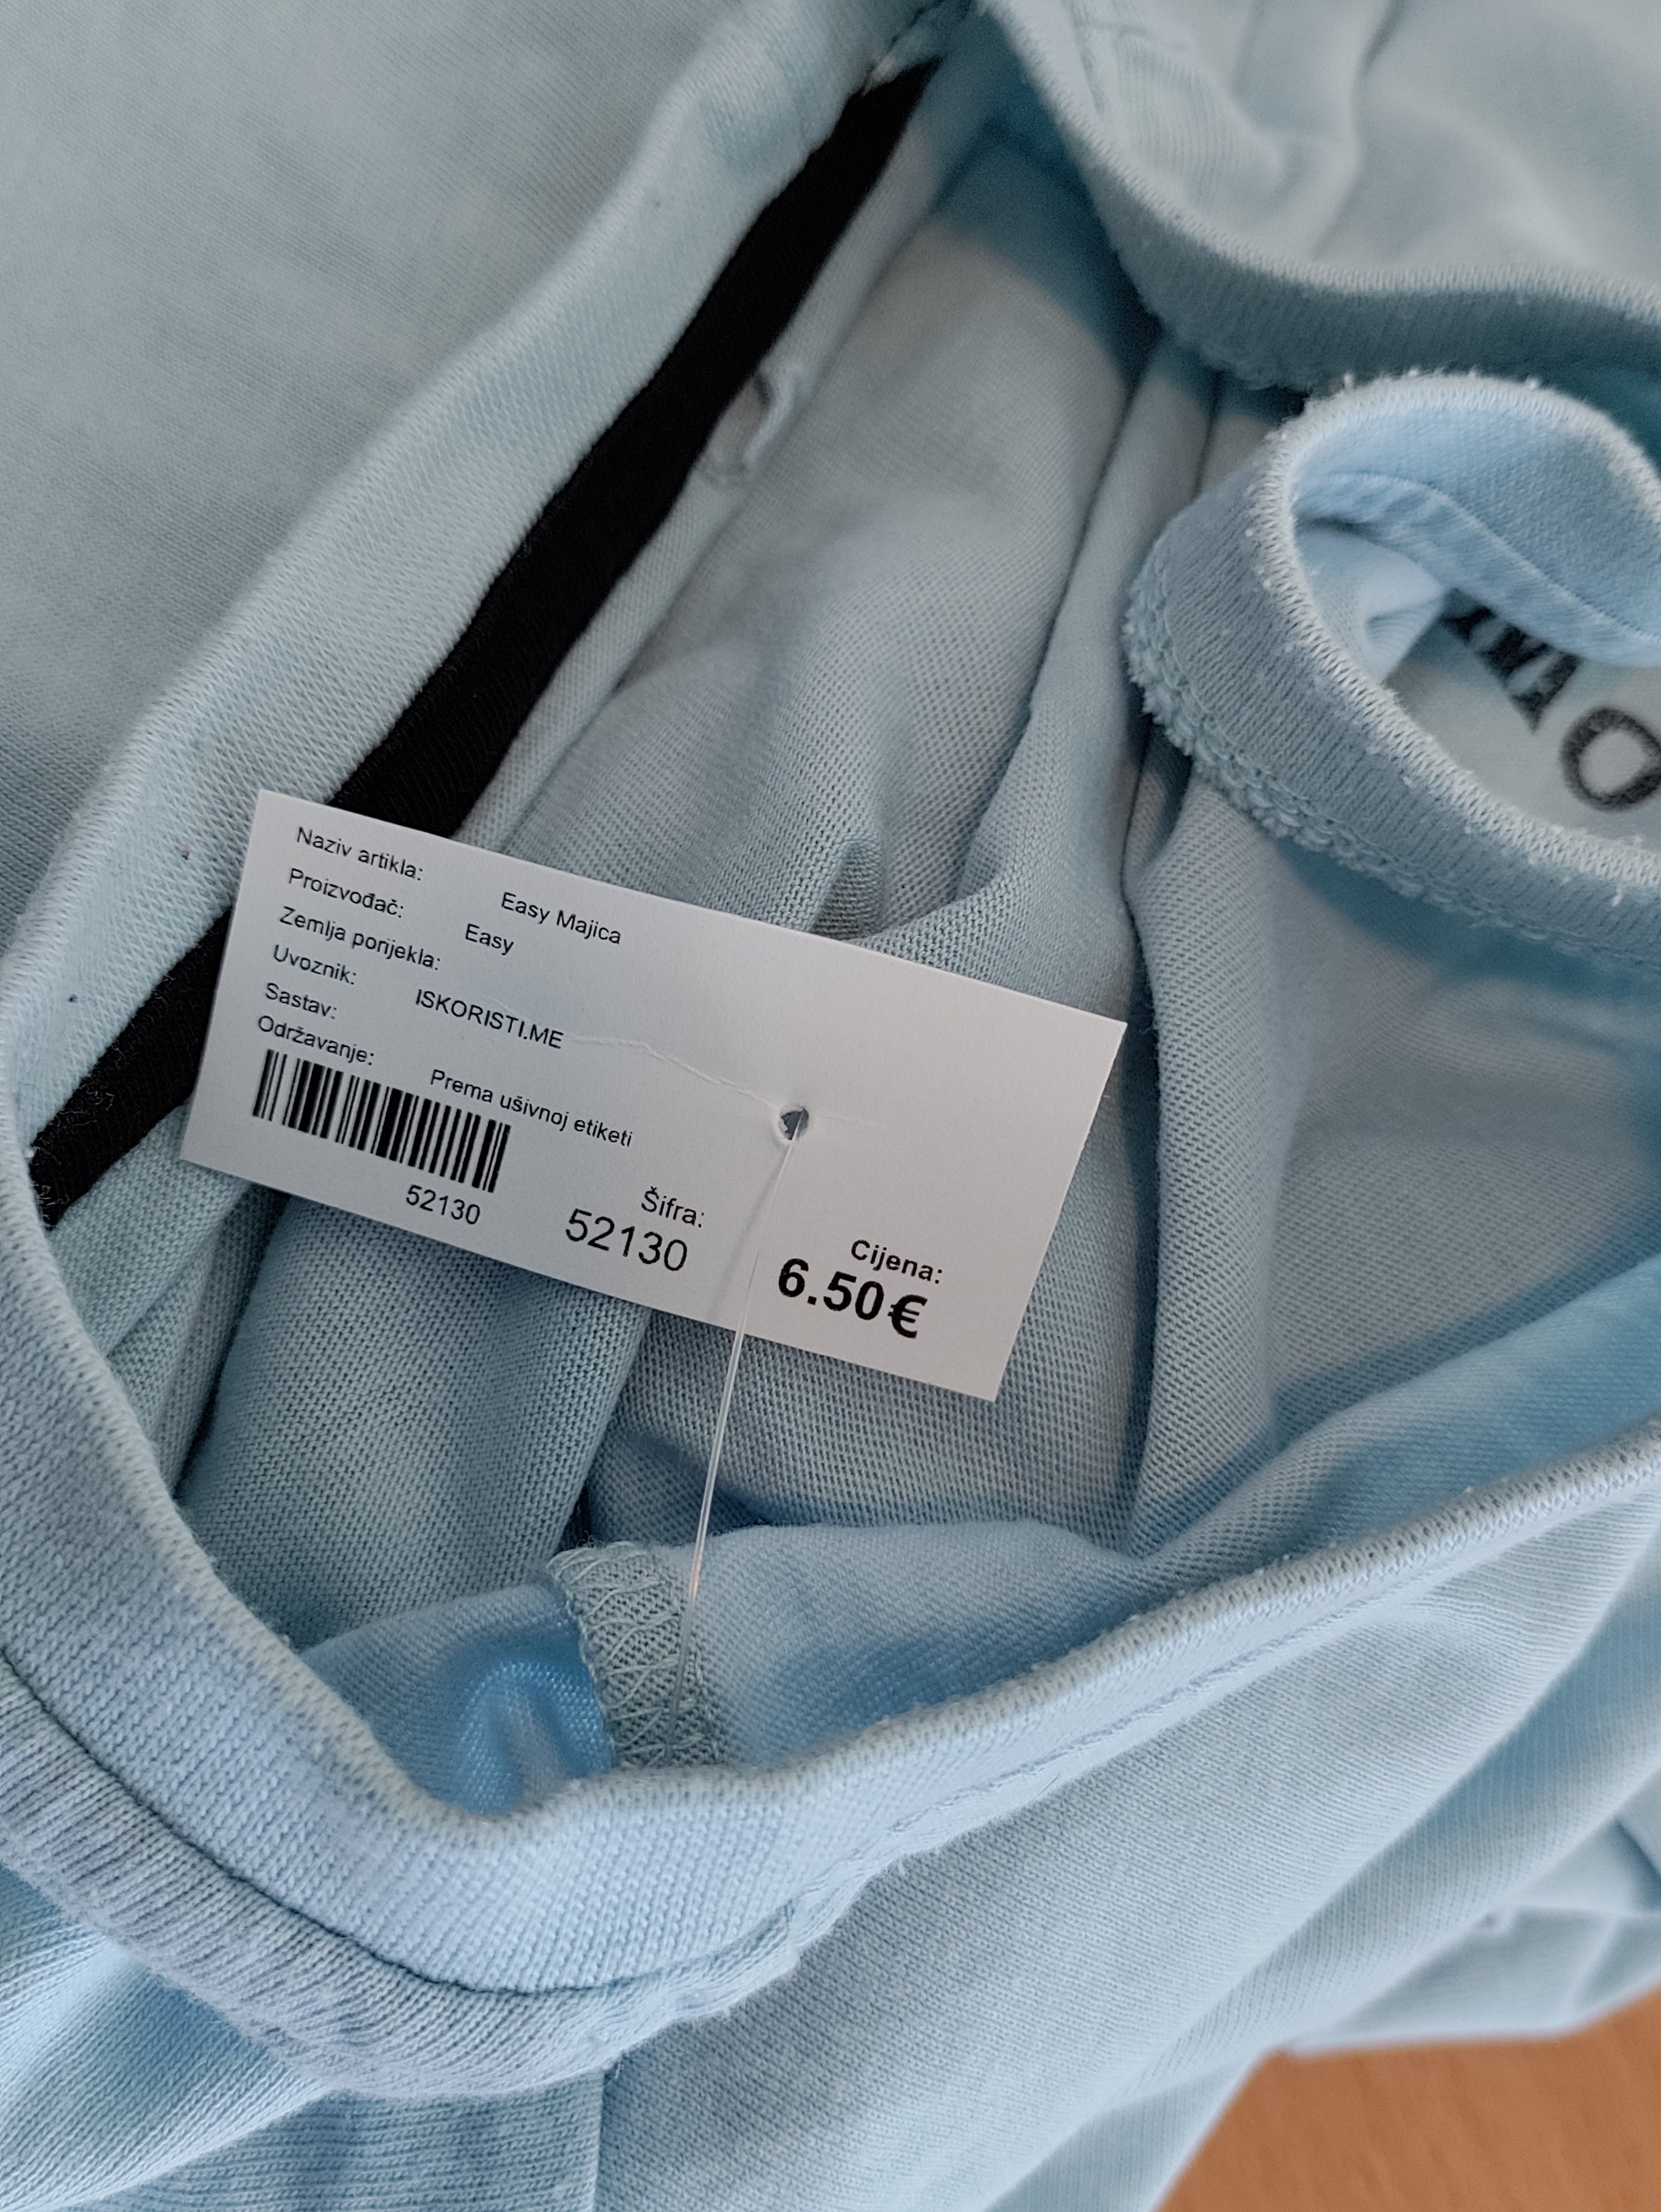 Naziv artikla: Easy Majica
Proizvođač: Easy
Zemlja porijekla:
Uvoznik: ISKORISTI.ME
Sastav:
Održavanje: Prema ušivnoj etiketi
52130
Šifra:
52130
Cijena:
6.50€